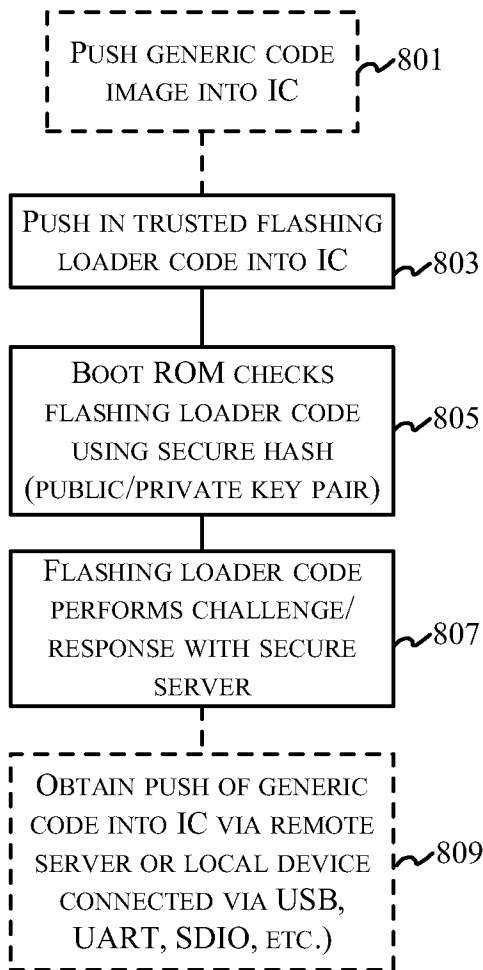 PUSH GENERIC CODE
IMAGE INTO IC
801
PUSH IN TRUSTED FLASHING
LOADER CODE INTO IC
803
BOOT ROM CHECKS
FLASHING LOADER CODE
USING SECURE HASH
(PUBLIC/PRIVATE KEY PAIR)
805
FLASHING LOADER CODE
PERFORMS CHALLENGE/
RESPONSE WITH SECURE
SERVER
807
OBTAIN PUSH OF GENERIC
CODE INTO IC VIA REMOTE
SERVER OR LOCAL DEVICE
CONNECTED VIA USB,
UART, SDIO, ETC.)
809